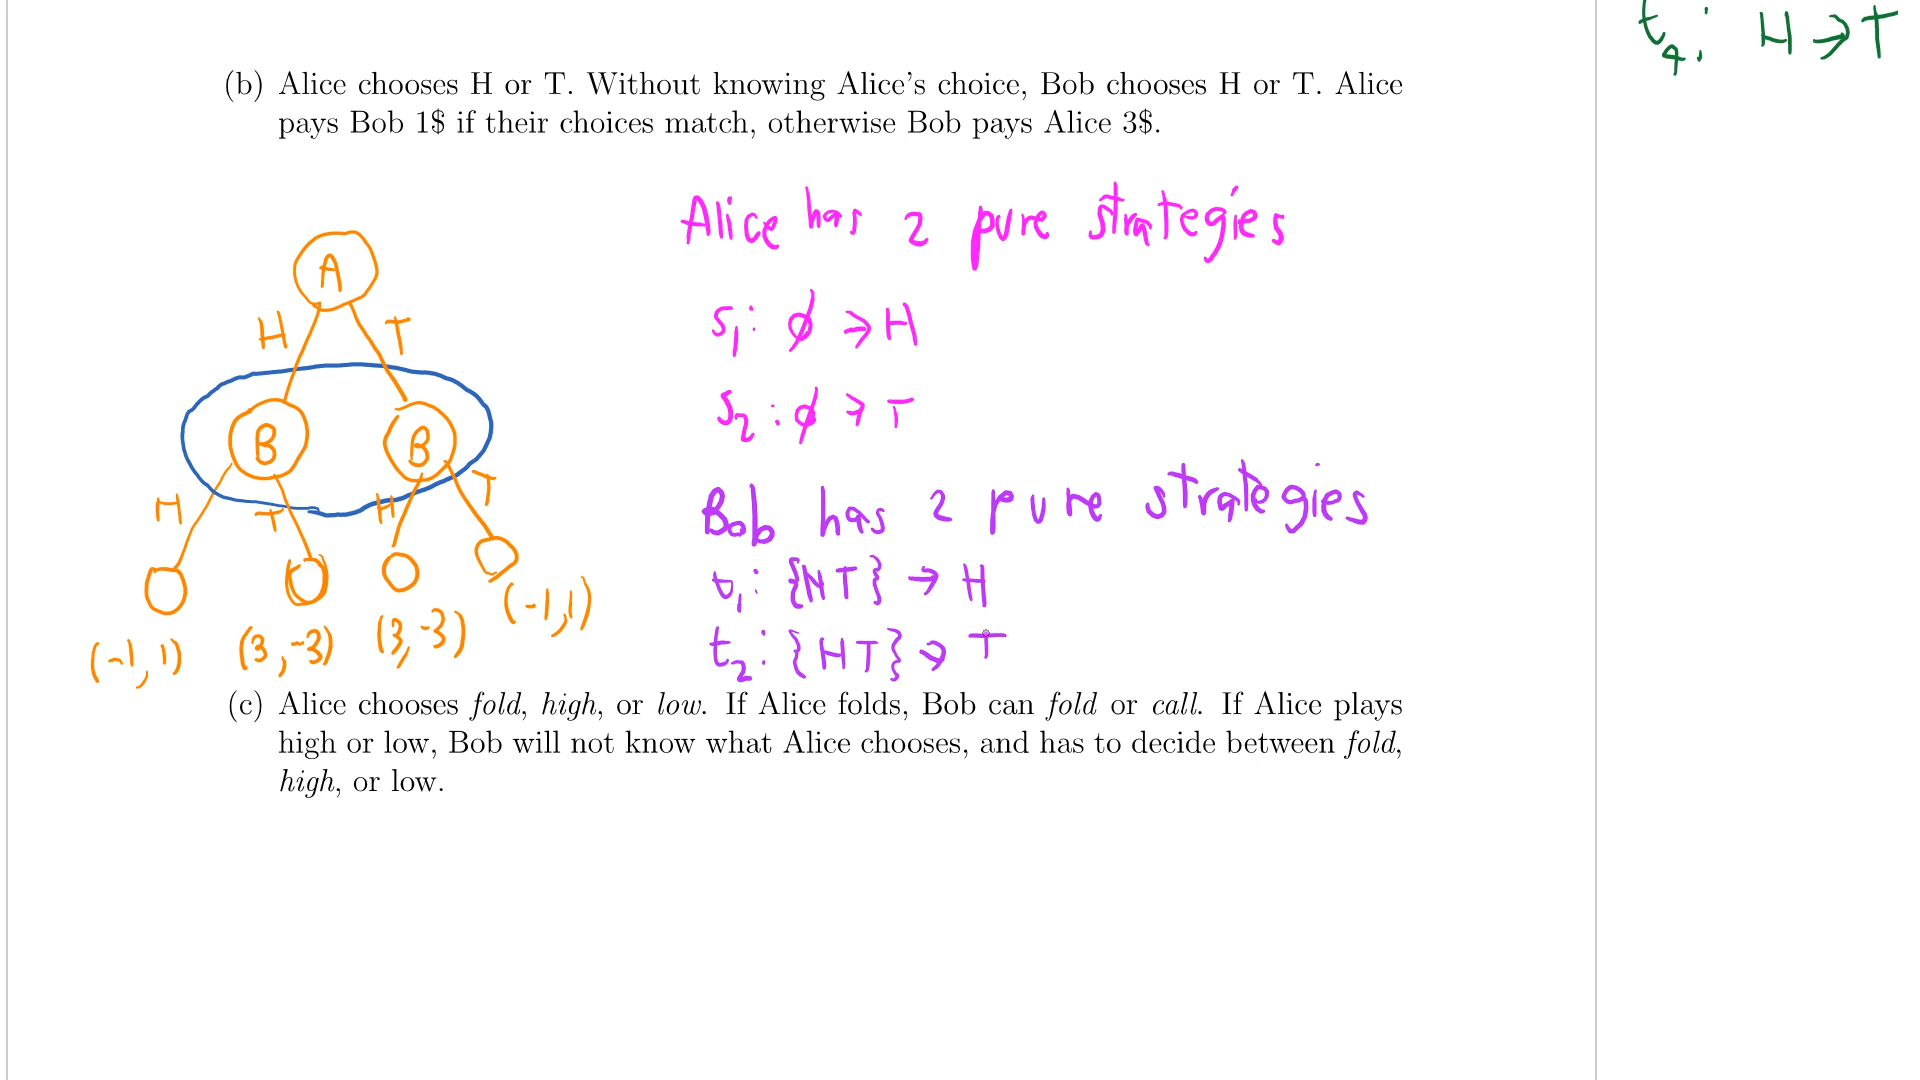 t₄: H → T
(b) Alice chooses H or T. Without knowing Alice's choice, Bob chooses H or T. Alice
pays Bob 1$ if their choices match, otherwise Bob pays Alice 3$.
Alice has 2 pure strategies
A
s₁: ϕ → H
H T
s₂: ϕ → T
B B
Bob has 2 pure strategies
H T H T
t₁: {HT} → H
(-1,1) (3,-3) (3,-3) (-1,1)
t₂: {HT} → T
(c) Alice chooses fold, high, or low. If Alice folds, Bob can fold or call. If Alice plays
high or low, Bob will not know what Alice chooses, and has to decide between fold,
high, or low.